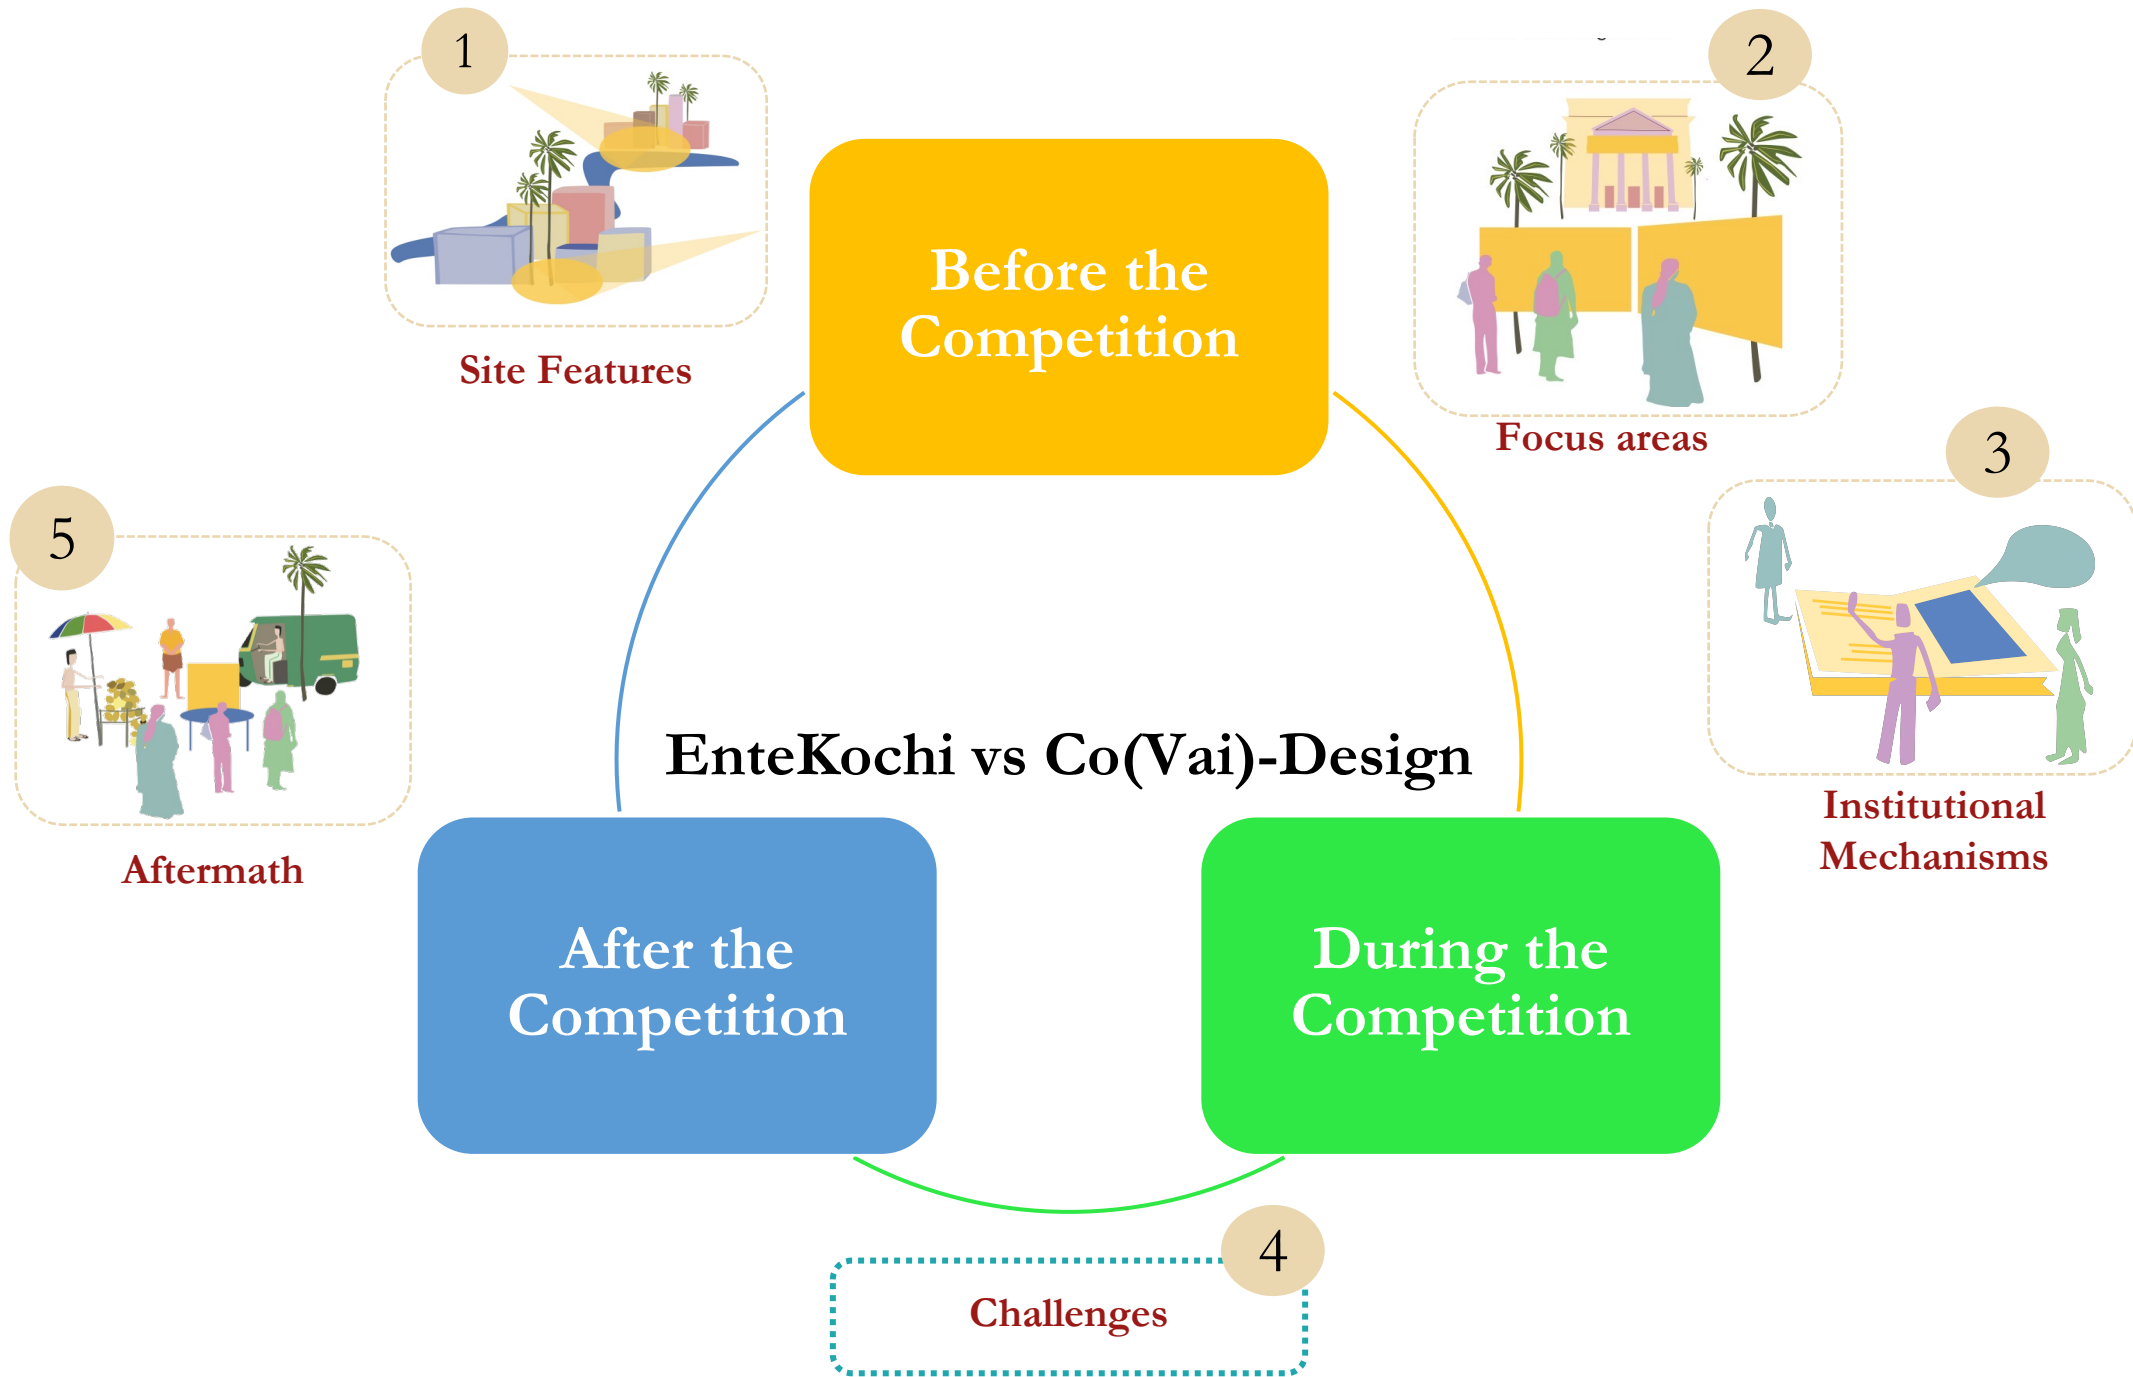 1
Site Features
2
Focus areas
Before the
Competition
3
Institutional
Mechanisms
5
Aftermath
EnteKochi vs Co(Vai)-Design
After the
Competition
During the
Competition
4
Challenges